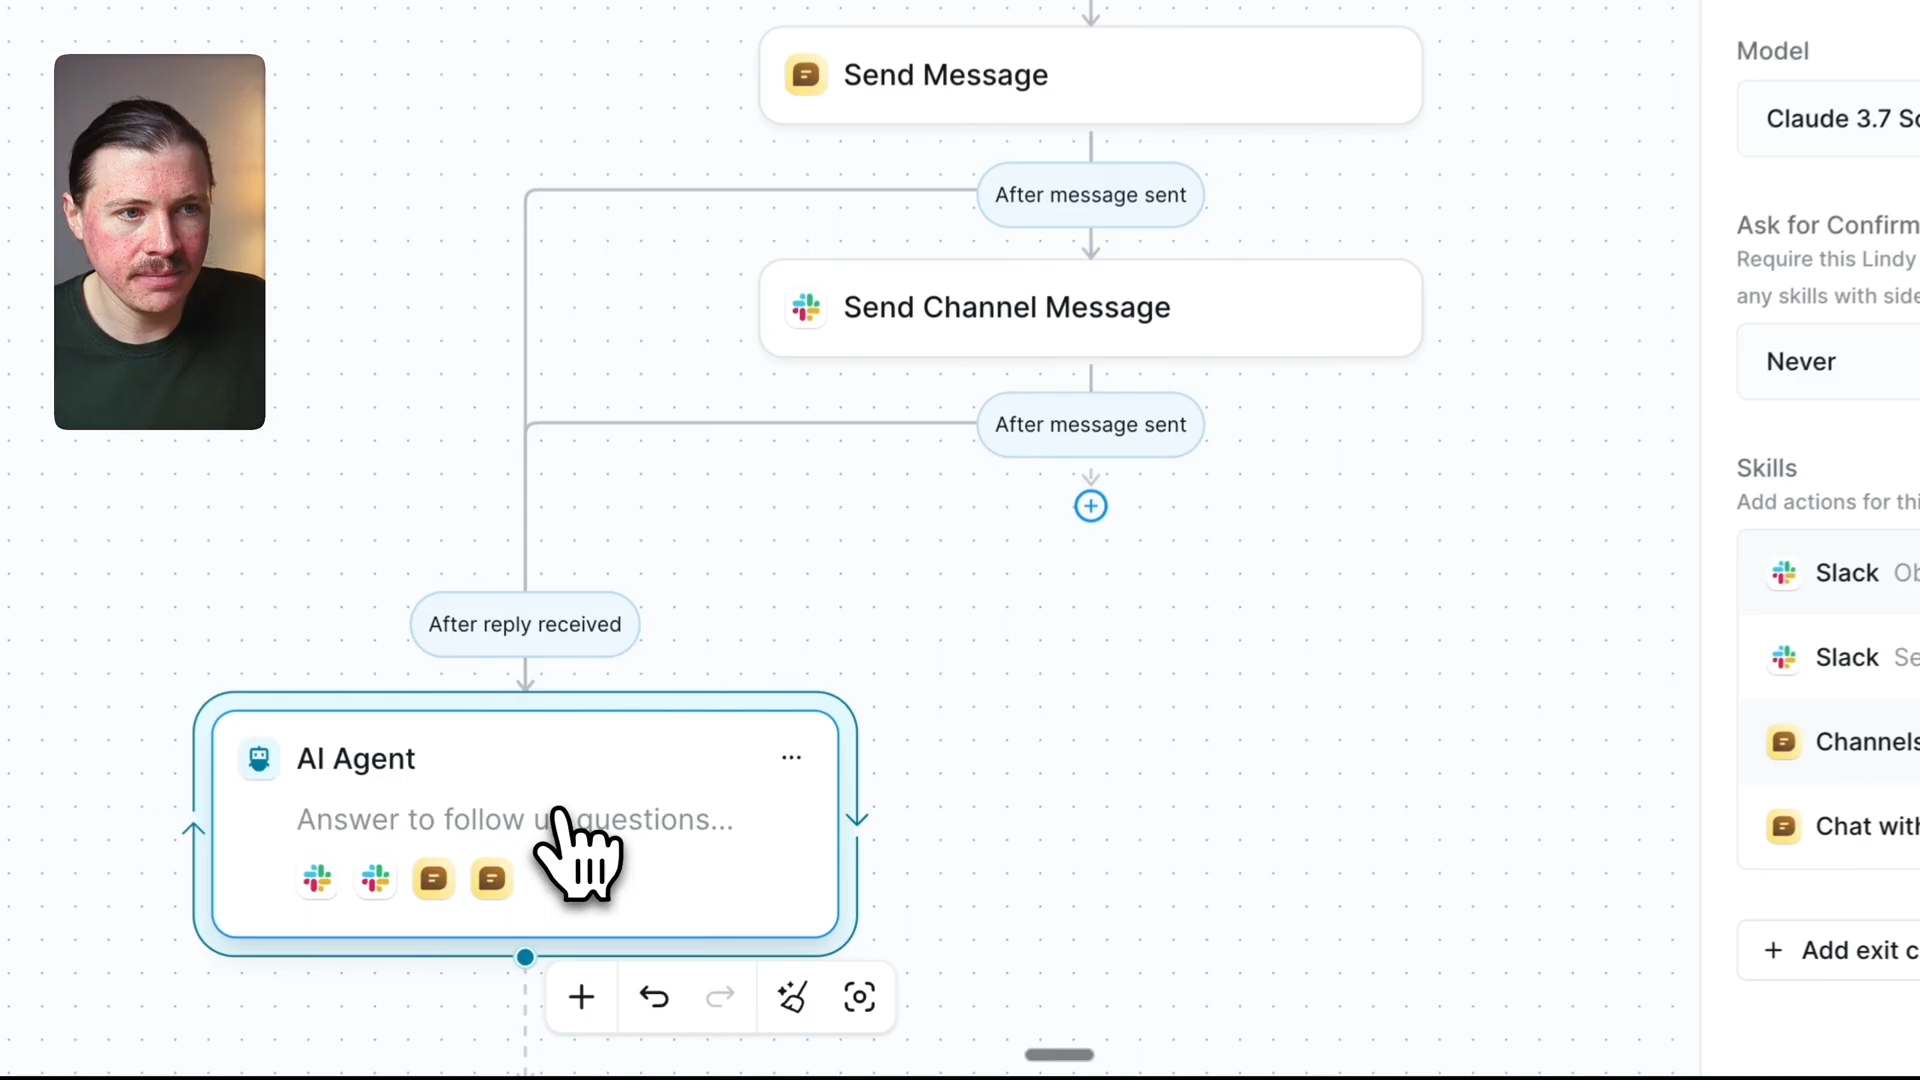 Send Message
After message sent
Send Channel Message
After message sent
After reply received
AI Agent
Answer to follow questions...
Model
Claude 3.7
Ask for Confirm
Require this Lindy
any skills with side
Never
Skills
Add actions for thi
Slack
Slack
Channels
Chat with
Add exit c